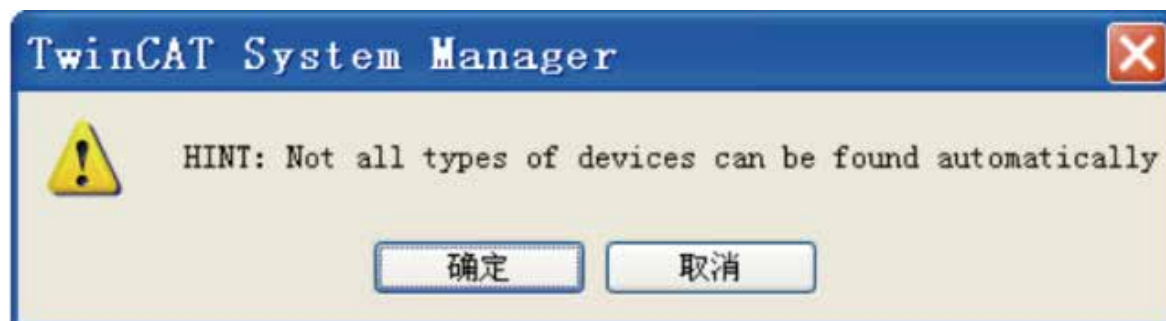 TwinCAT System Manager
HINT: Not all types of devices can be found automatically
确定 取消